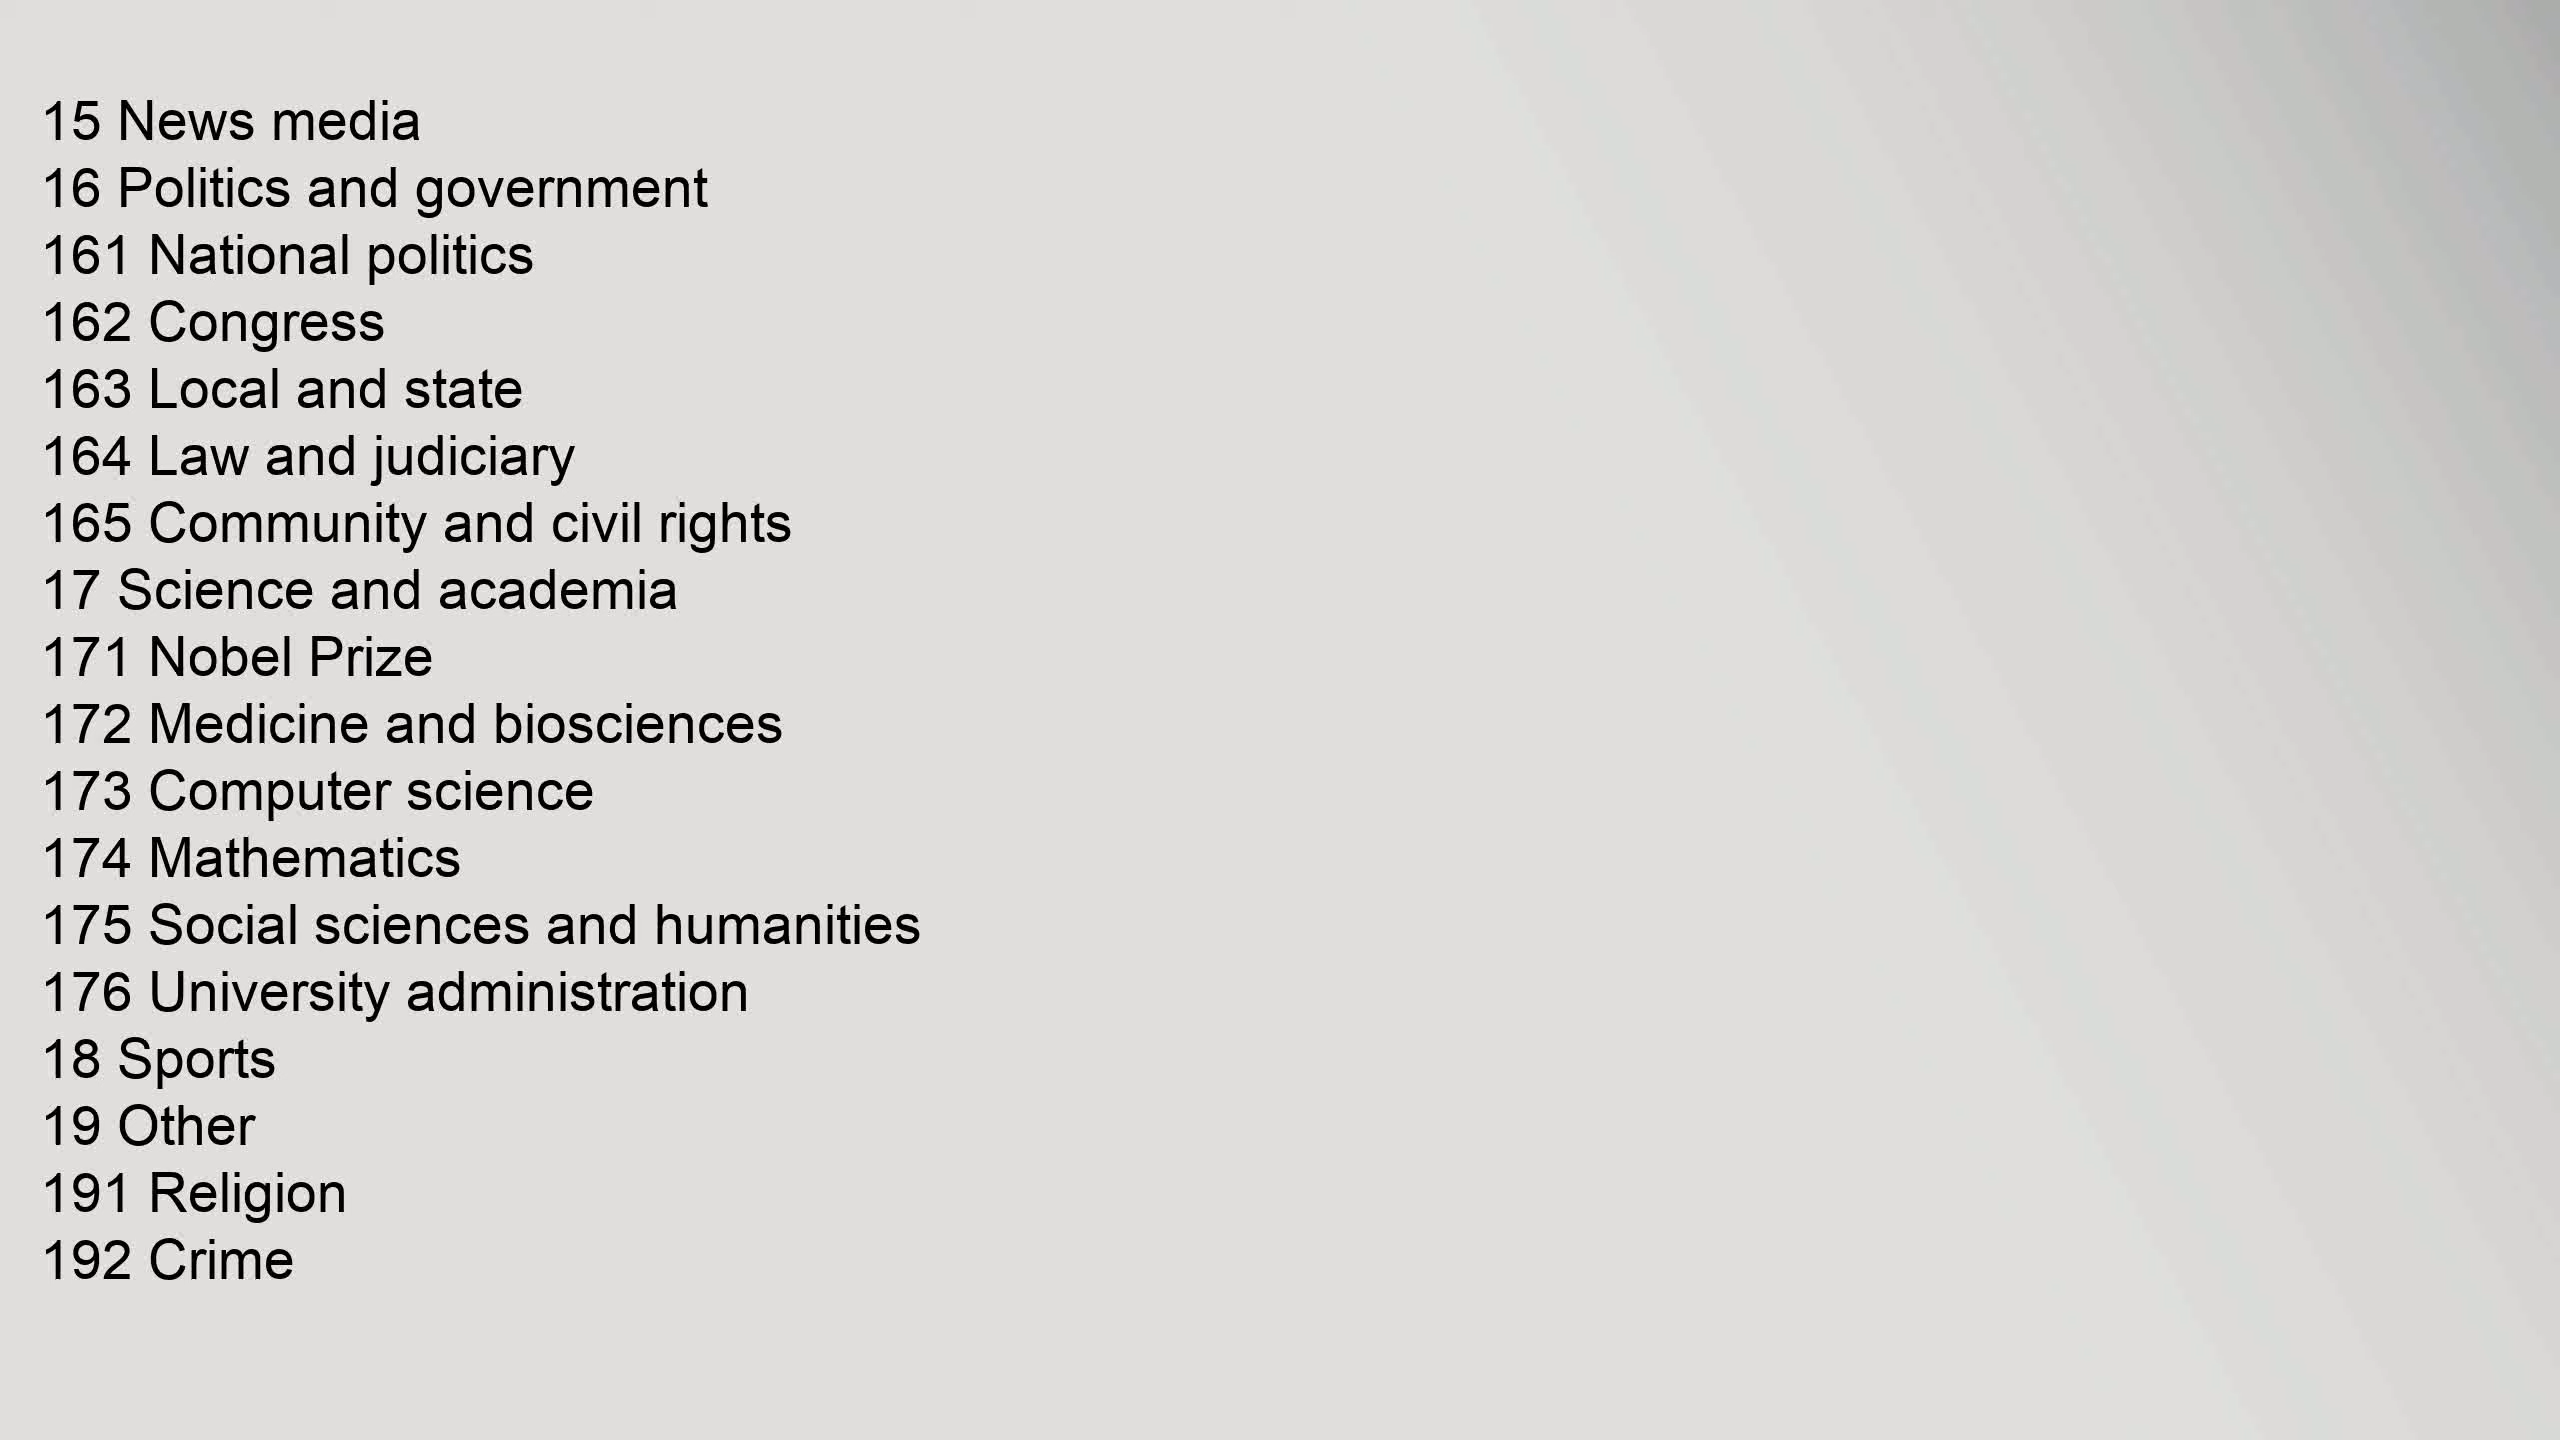 15 News media
16 Politics and government
161 National politics
162 Congress
163 Local and state
164 Law and judiciary
165 Community and civil rights
17 Science and academia
171 Nobel Prize
172 Medicine and biosciences
173 Computer science
174 Mathematics
175 Social sciences and humanities
176 University administration
18 Sports
19 Other
191 Religion
192 Crime